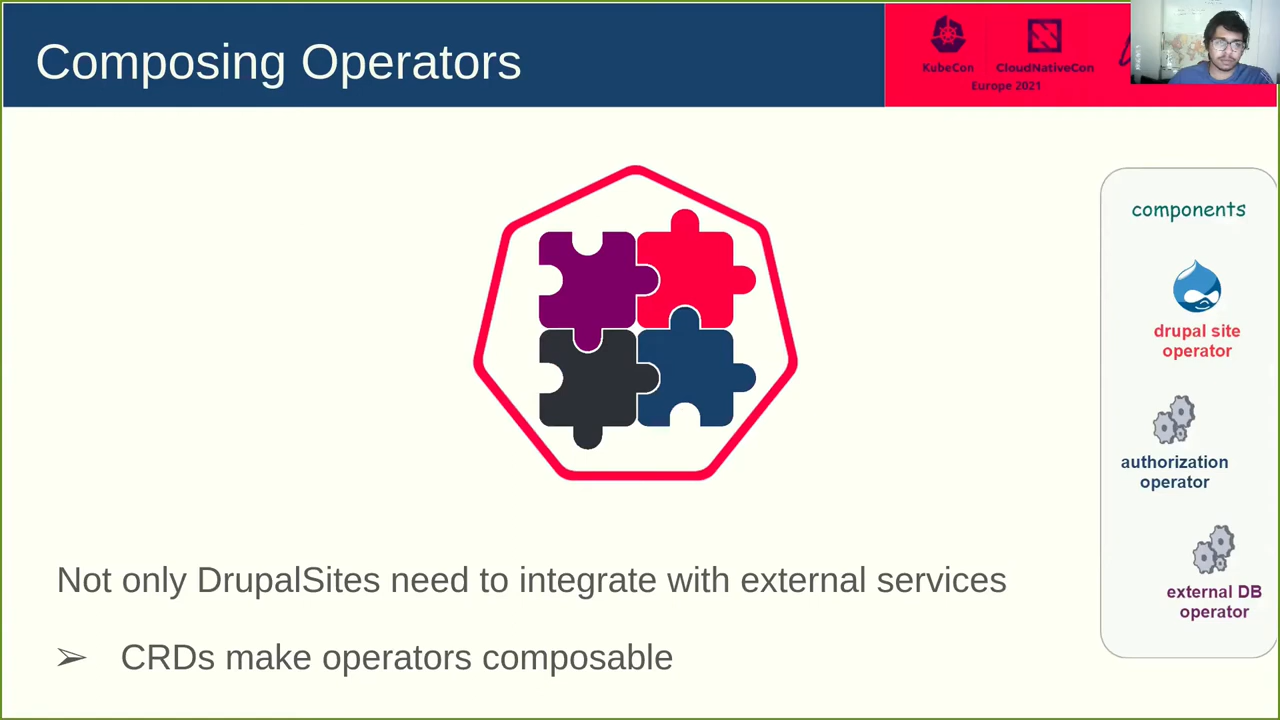 Composing Operators
KubeCon
CloudNativeCon
Europe 2021
components
drupal site
operator
authorization
operator
external DB
operator
Not only DrupalSites need to integrate with external services
➢ CRDs make operators composable